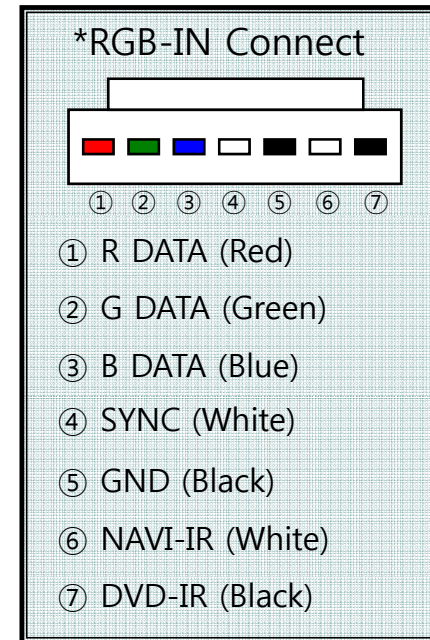 *RGB-IN Connect
① ② ③ ④ ⑤ ⑥ ⑦
① R DATA (Red)
② G DATA (Green)
③ B DATA (Blue)
④ SYNC (White)
⑤ GND (Black)
⑥ NAVI-IR (White)
⑦ DVD-IR (Black)